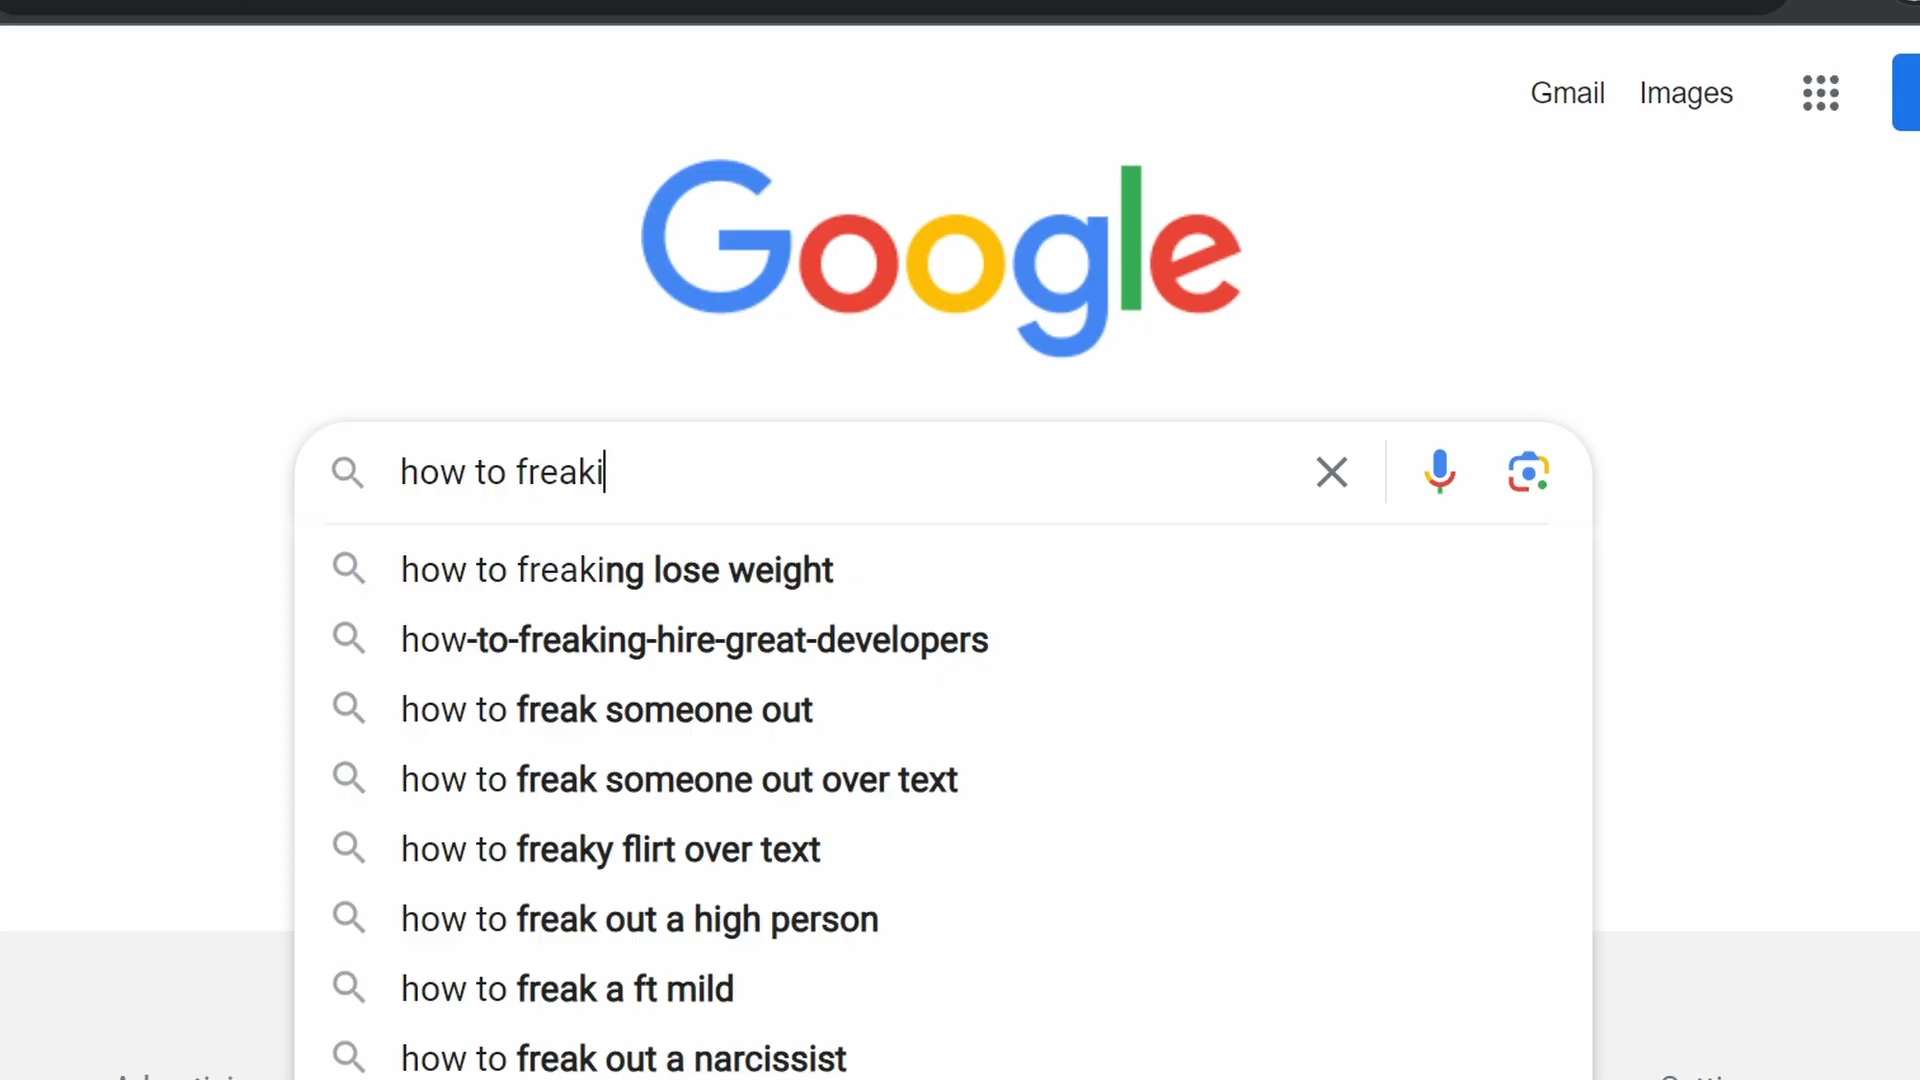 Gmail Images
Google
how to freaki
how to freaking lose weight
how-to-freaking-hire-great-developers
how to freak someone out
how to freak someone out over text
how to freaky flirt over text
how to freak out a high person
how to freak a ft mild
how to freak out a narcissist